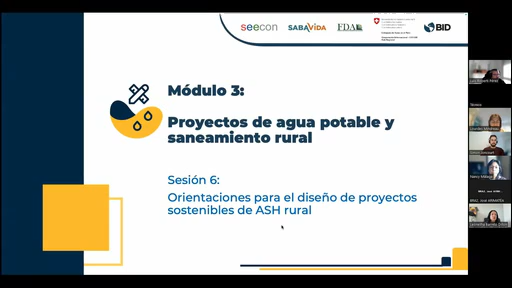 seecon
SABAVIDA
FDA
BID
Módulo 3:
Proyectos de agua potable y
saneamiento rural
Sesión 6:
Orientaciones para el diseño de proyectos
sostenibles de ASH rural